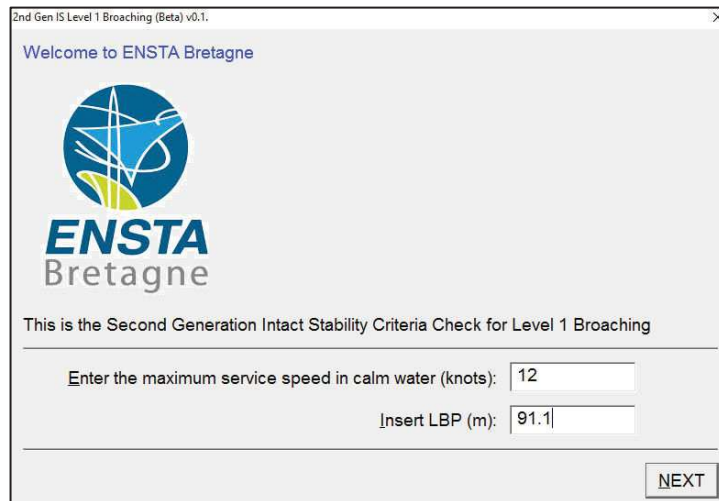 2nd Gen IS Level 1 Broaching (Beta) v0.1.
Welcome to ENSTA Bretagne
ENSTA
Bretagne
This is the Second Generation Intact Stability Criteria Check for Level 1 Broaching
Enter the maximum service speed in calm water (knots): 12
Insert LBP (m): 91.1
NEXT